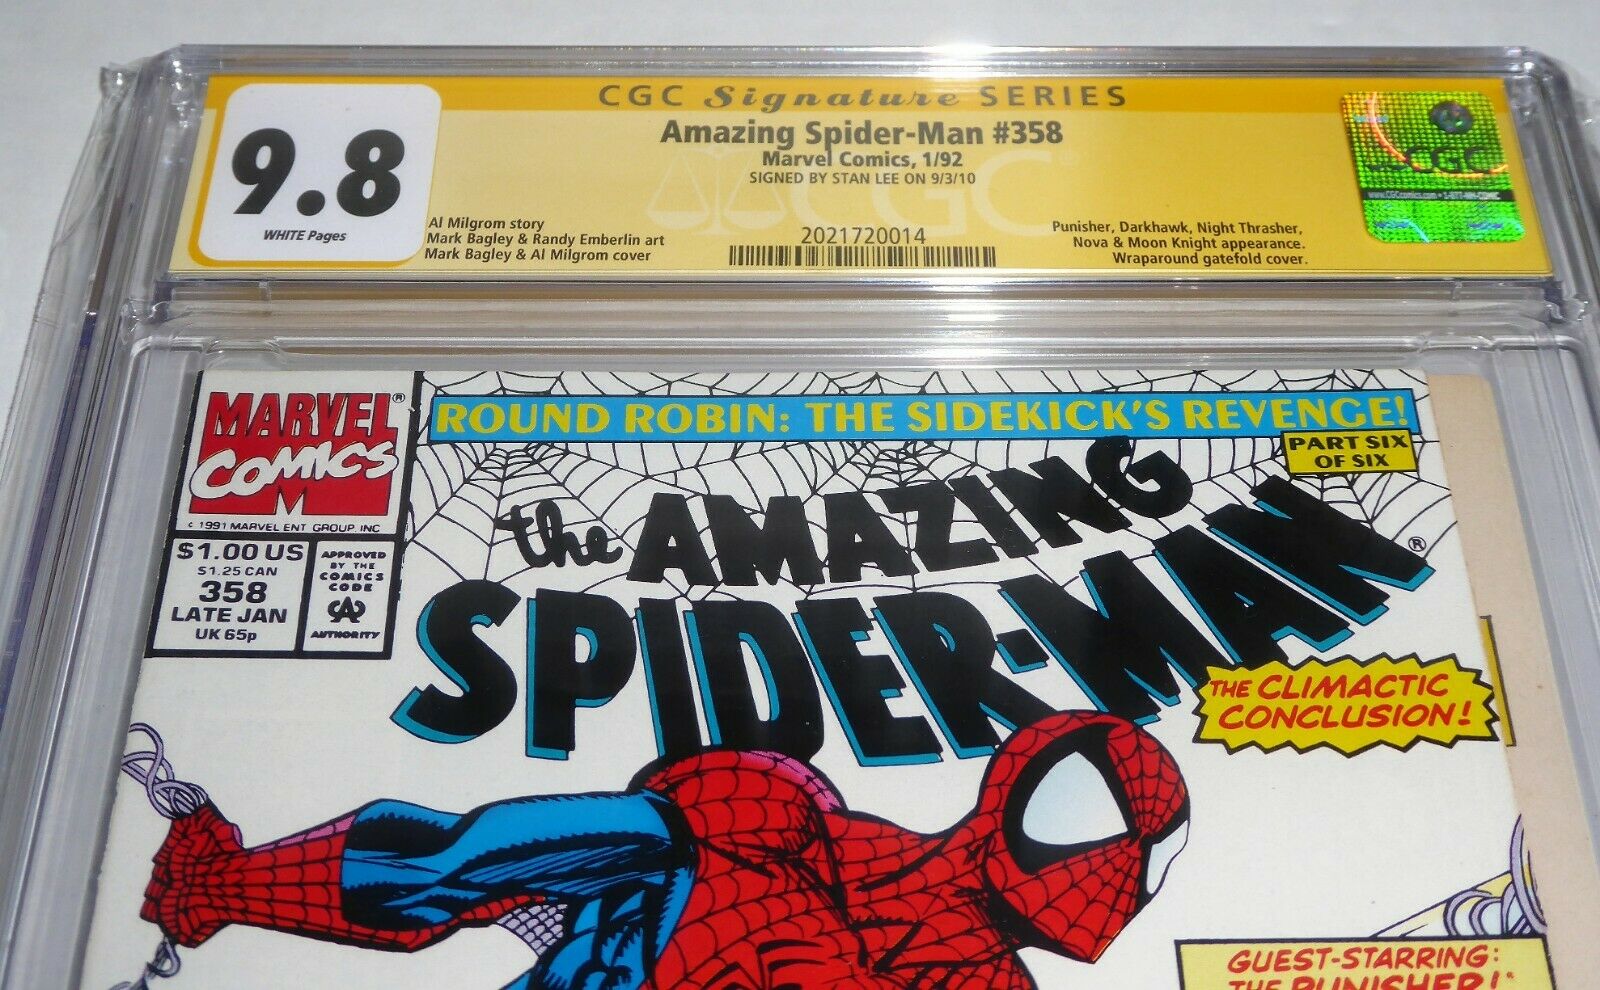 CGC Signature SERIES
9.8
WHITE Pages
Amazing Spider-Man #358
Marvel Comics, 1/92
SIGNED BY STAN LEE ON 9/3/10
Al Milgrom story
Mark Bagley & Randy Emberlin art
Mark Bagley & Al Milgrom cover
2021720014
Punisher, Darkhawk, Night Thrasher,
Nova & Moon Knight appearance.
Wraparound gatefold cover.
CGC
CGC
MARVEL®
COMICS
M
© 1991 MARVEL ENT GROUP, INC
$1.00 US
$1.25 CAN
358
LATE JAN
UK 65p
APPROVED
BY THE
COMICS
CODE
CA
AUTHORITY
ROUND ROBIN: THE SIDEKICK'S REVENGE!
PART SIX
OF SIX
the AMAZING
SPIDER-MAN®
THE CLIMACTIC
CONCLUSION!
GUEST-STARRING:
THE PUNISHER!